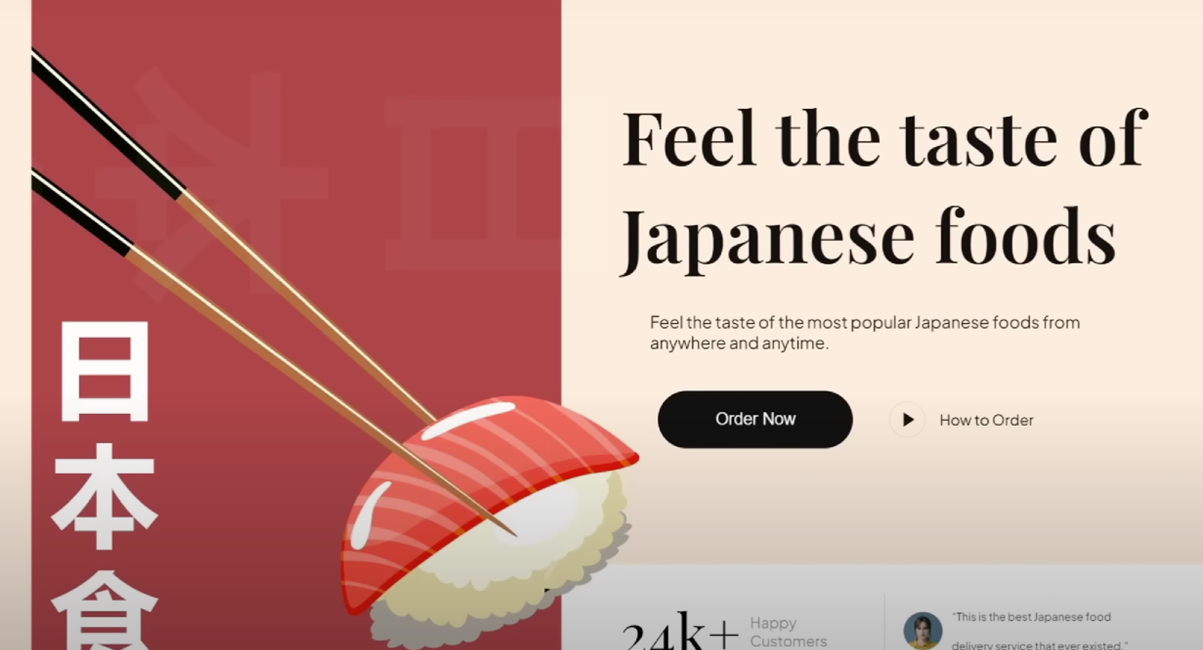 日本食
Feel the taste of
Japanese foods
Feel the taste of the most popular Japanese foods from
anywhere and anytime.
Order Now
How to Order
24k+
Happy
Customers
"This is the best Japanese food
delivery service that ever existed."
日本